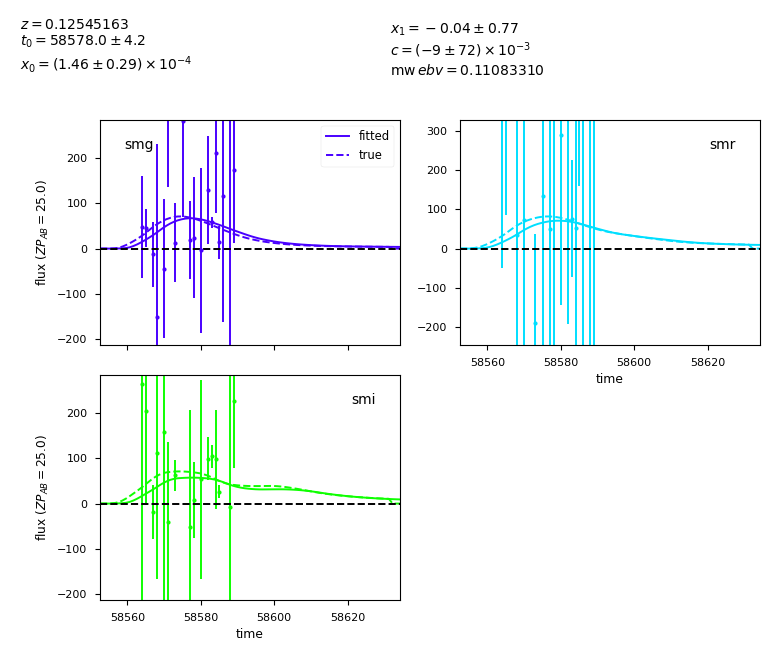 z = 0.12545163
t₀ = 58578.0 ± 4.2
x₀ = (1.46 ± 0.29) × 10⁻⁴
x₁ = −0.04 ± 0.77
c = (−9 ± 72) × 10⁻³
mw ebv = 0.11083310
smg
fitted
true
200
100
0
−100
−200
flux (ZP_AB = 25.0)
smr
300
200
100
0
−100
−200
58560 58580 58600 58620
time
smi
200
100
0
−100
−200
flux (ZP_AB = 25.0)
58560 58580 58600 58620
time